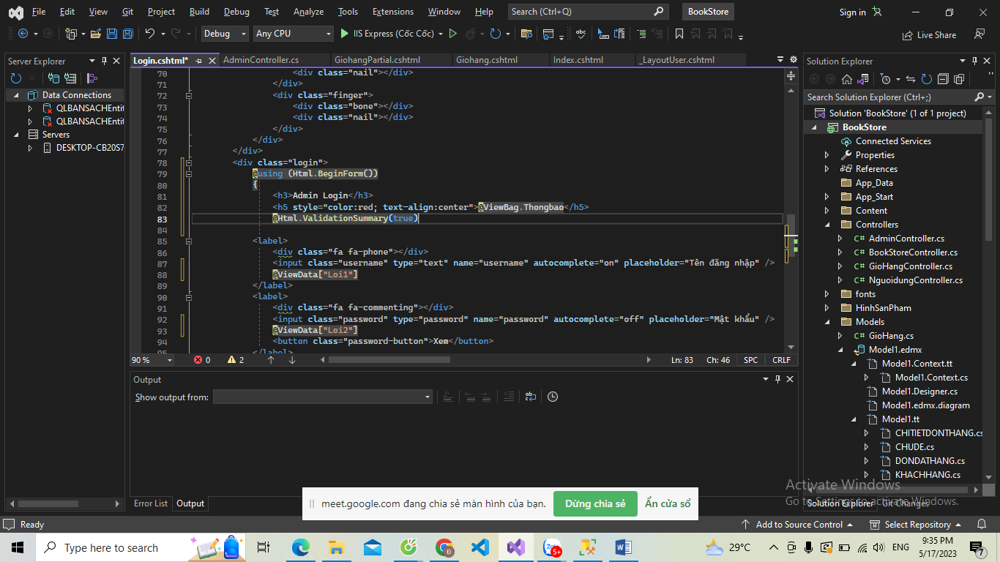 File Edit View Git Project Build Debug Test Analyze Tools Extensions Window Help Search (Ctrl+Q) BookStore Sign in
Debug Any CPU IIS Express (Cốc Cốc) Live Share
Server Explorer
Data Connections
QLBANSACHEntit
QLBANSACHEntit
Servers
DESKTOP-CB20S7
Login.cshtml* AdminController.cs GiohangPartial.cshtml Giohang.cshtml Index.cshtml _LayoutUser.cshtml
70 <div class="nail"></div>
71 </div>
72 <div class="finger">
73 <div class="bone"></div>
74 <div class="nail"></div>
75 </div>
76 </div>
77 </div>
78 <div class="login">
79 @using (Html.BeginForm())
80 {
81 <h3>Admin Login</h3>
82 <h5 style="color:red; text-align:center">@ViewBag.Thongbao</h5>
83 @Html.ValidationSummary(true)
84
85 <label>
86 <div class="fa fa-phone"></div>
87 <input class="username" type="text" name="username" autocomplete="on" placeholder="Tên đăng nhập" />
88 @ViewData["Loi1"]
89 </label>
90 <label>
91 <div class="fa fa-commenting"></div>
92 <input class="password" type="password" name="password" autocomplete="off" placeholder="Mật khẩu" />
93 @ViewData["Loi2"]
94 <button class="password-button">Xem</button>
</label>
90 % 0 2 Ln: 83 Ch: 46 SPC CRLF
Output
Show output from:
Error List Output
Solution Explorer
Search Solution Explorer (Ctrl+;)
Solution 'BookStore' (1 of 1 project)
BookStore
Connected Services
Properties
References
App_Data
App_Start
Content
Controllers
C# AdminController.cs
C# BookStoreController.cs
C# GioHangController.cs
C# NguoidungController.cs
fonts
HinhSanPham
Models
C# GioHang.cs
Model1.edmx
Model1.Context.tt
Model1.Context.cs
Model1.Designer.cs
Model1.edmx.diagram
Model1.tt
CHITIETDONTHANG.cs
CHUDE.cs
DONDATHANG.cs
KHACHHANG.cs
Solution Explorer Git Changes
Activate Windows
Go to Settings to activate Windows.
meet.google.com đang chia sẻ màn hình của bạn. Dừng chia sẻ Ẩn cửa sổ
Ready Add to Source Control Select Repository
Type here to search 5+ 29°C ENG 9:35 PM
5/17/2023 7